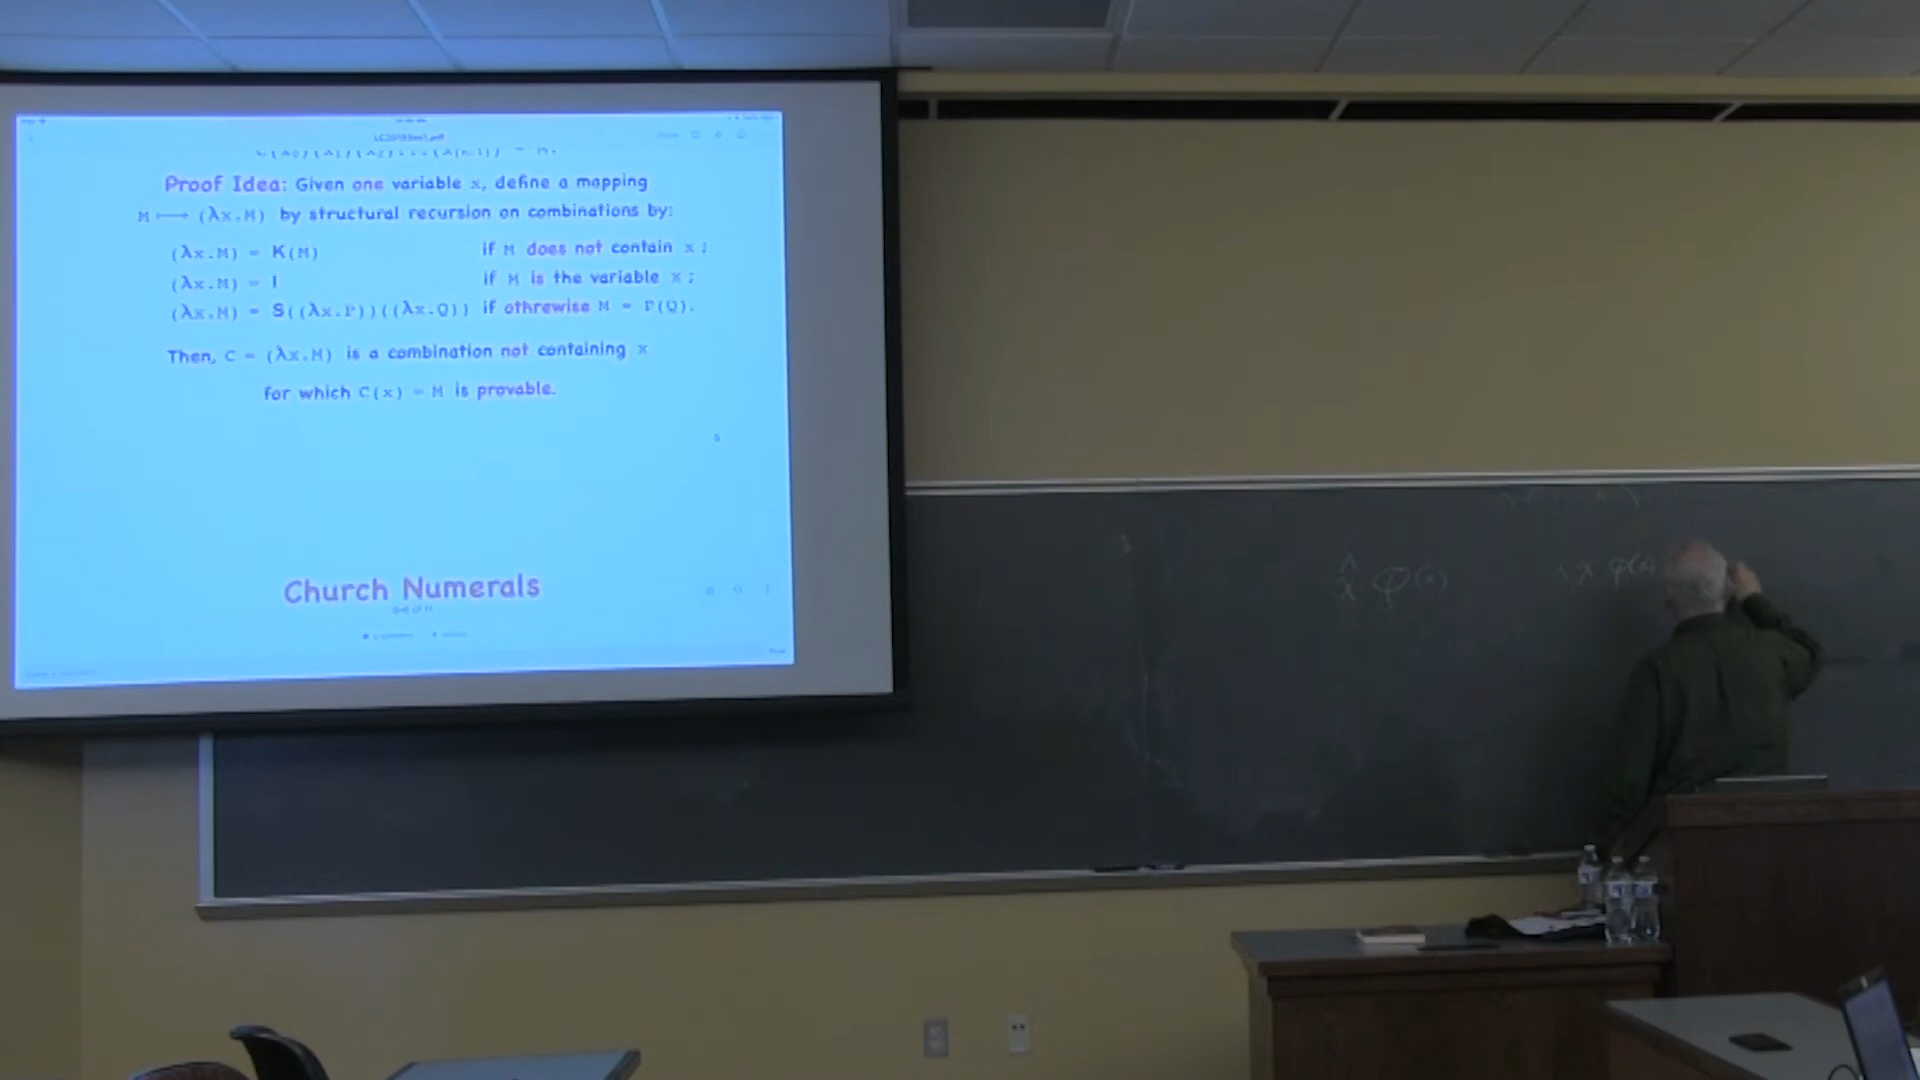 Proof Idea: Given one variable x, define a mapping
M ⟼ (λx.M) by structural recursion on combinations by:
(λx.M) = K(M) if M does not contain x ;
(λx.M) = I if M is the variable x ;
(λx.M) = S((λx.P))((λx.Q)) if othrewise M = P(Q).
Then, C = (λx.M) is a combination not containing x
for which C(x) = M is provable.
Church Numerals
x̂ φ(x)
λx φ(x)